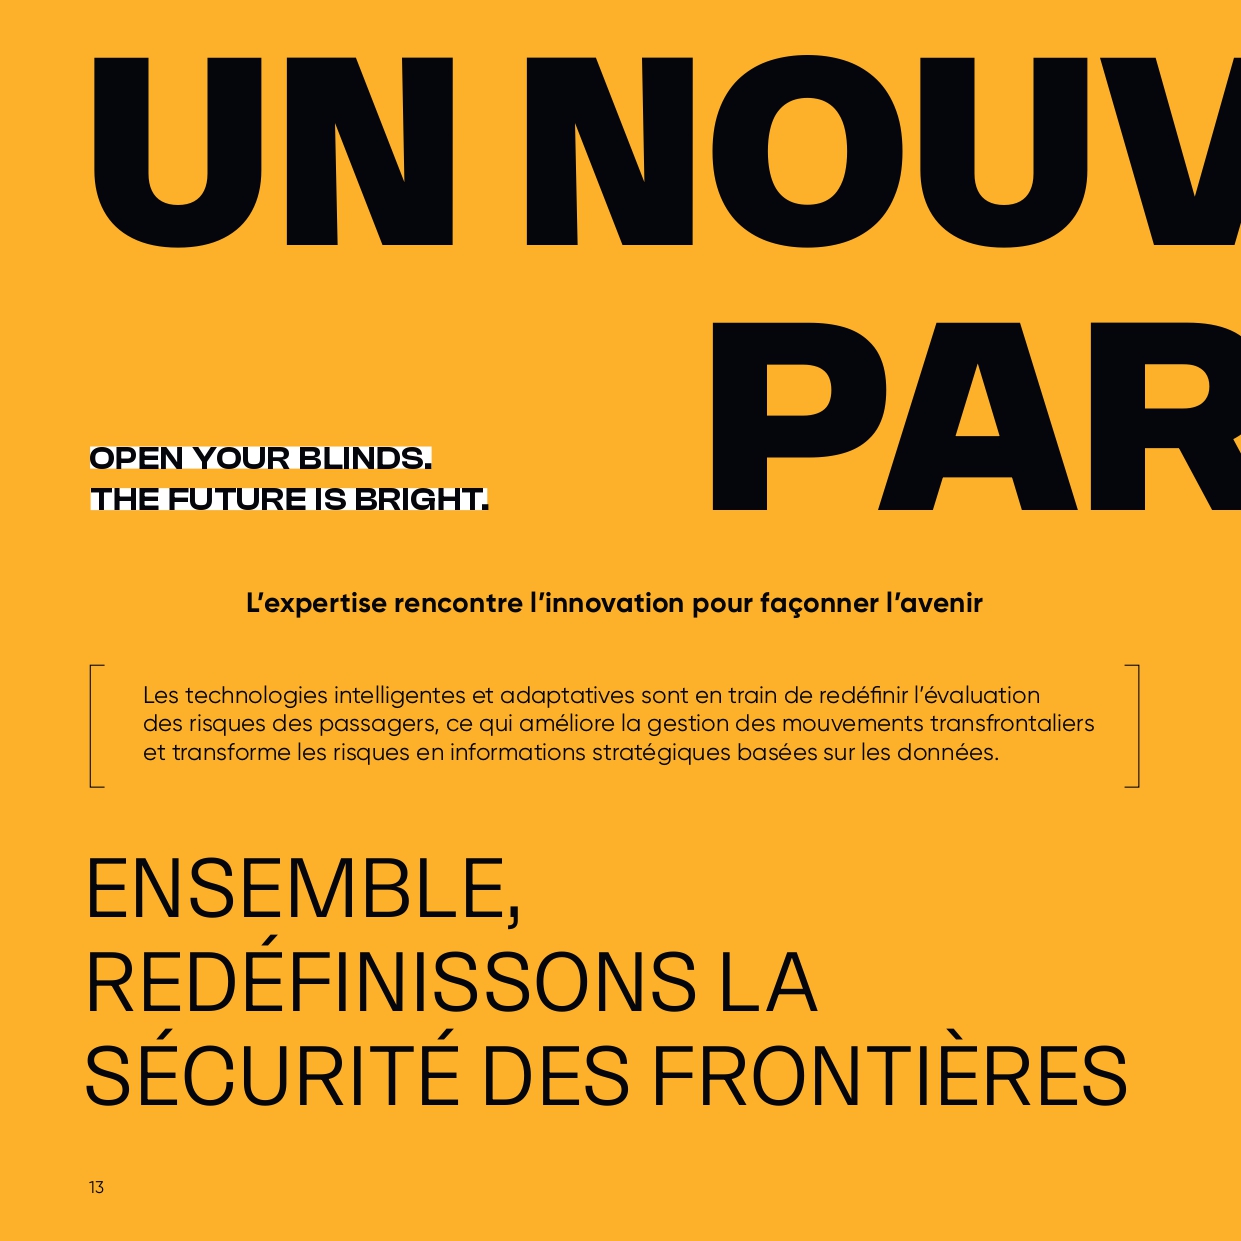 UN NOUV
PAR
OPEN YOUR BLINDS.
THE FUTURE IS BRIGHT.
L’expertise rencontre l’innovation pour façonner l’avenir
Les technologies intelligentes et adaptatives sont en train de redéfinir l’évaluation
des risques des passagers, ce qui améliore la gestion des mouvements transfrontaliers
et transforme les risques en informations stratégiques basées sur les données.
ENSEMBLE,
REDÉFINISSONS LA
SÉCURITÉ DES FRONTIÈRES
13